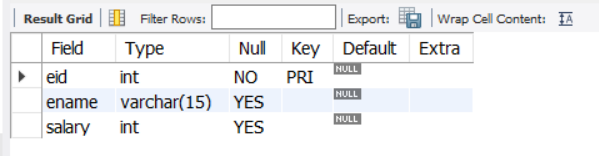 Result Grid Filter Rows: Export: Wrap Cell Content: IA
Field Type Null Key Default Extra
eid int NO PRI NULL
ename varchar(15) YES NULL
salary int YES NULL